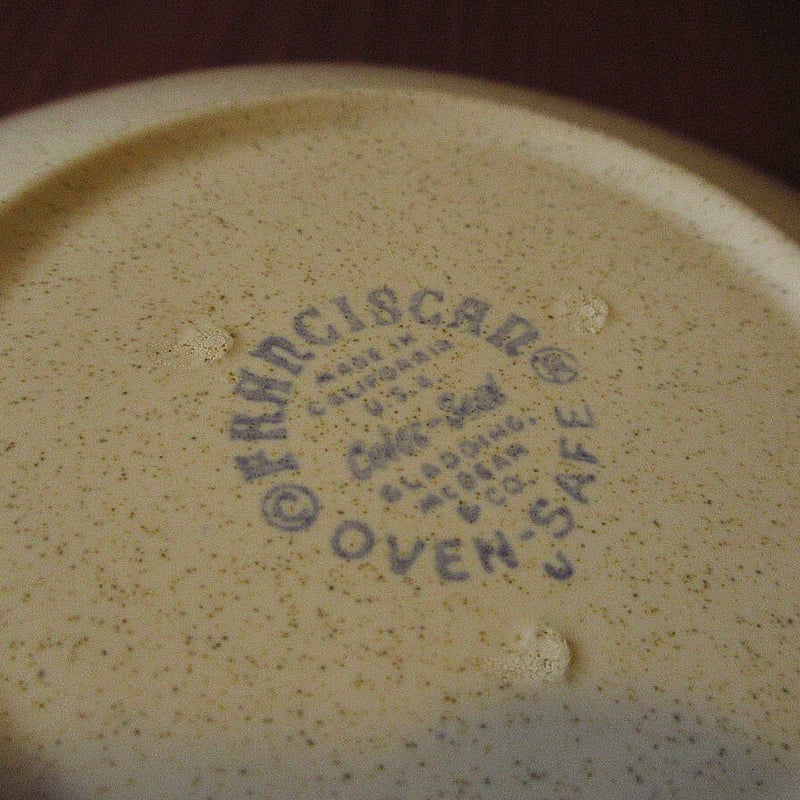 © FRANCISCAN ®
MADE IN
CALIFORNIA
U.S.A.
Color-Seal
GLADDING,
MCBEAN
& CO.
OVEN-SAFE